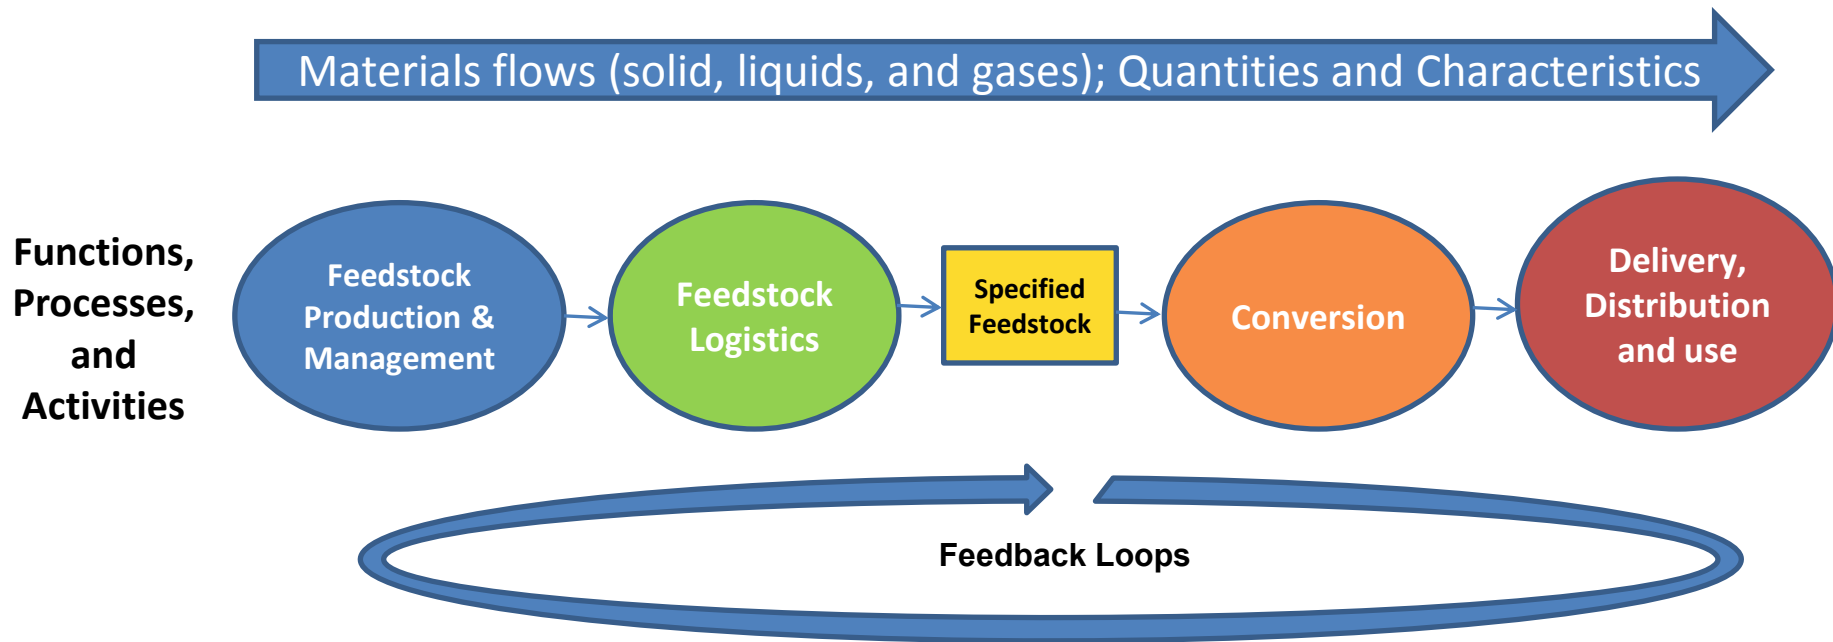 Materials flows (solid, liquids, and gases); Quantities and Characteristics
Functions,
Processes,
and
Activities
Feedstock
Production &
Management
Feedstock
Logistics
Specified
Feedstock
Conversion
Delivery,
Distribution
and use
Feedback Loops